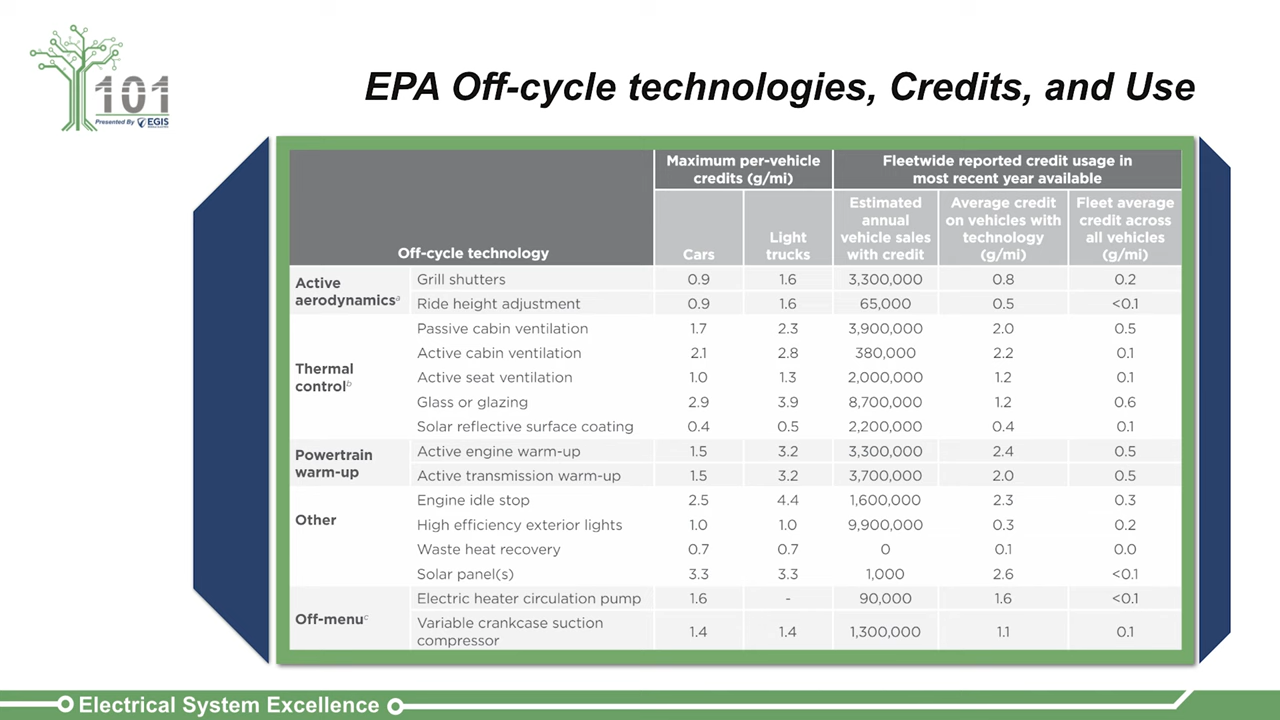 101
Presented By EGIS
EPA Off-cycle technologies, Credits, and Use
Maximum per-vehicle credits (g/mi)
Fleetwide reported credit usage in most recent year available
Off-cycle technology
Cars
Light trucks
Estimated annual vehicle sales with credit
Average credit on vehicles with technology (g/mi)
Fleet average credit across all vehicles (g/mi)
Active aerodynamicsᵃ
Grill shutters 0.9 1.6 3,300,000 0.8 0.2
Ride height adjustment 0.9 1.6 65,000 0.5 <0.1
Thermal controlᵇ
Passive cabin ventilation 1.7 2.3 3,900,000 2.0 0.5
Active cabin ventilation 2.1 2.8 380,000 2.2 0.1
Active seat ventilation 1.0 1.3 2,000,000 1.2 0.1
Glass or glazing 2.9 3.9 8,700,000 1.2 0.6
Solar reflective surface coating 0.4 0.5 2,200,000 0.4 0.1
Powertrain warm-up
Active engine warm-up 1.5 3.2 3,300,000 2.4 0.5
Active transmission warm-up 1.5 3.2 3,700,000 2.0 0.5
Other
Engine idle stop 2.5 4.4 1,600,000 2.3 0.3
High efficiency exterior lights 1.0 1.0 9,900,000 0.3 0.2
Waste heat recovery 0.7 0.7 0 0.1 0.0
Solar panel(s) 3.3 3.3 1,000 2.6 <0.1
Off-menuᶜ
Electric heater circulation pump 1.6 - 90,000 1.6 <0.1
Variable crankcase suction compressor 1.4 1.4 1,300,000 1.1 0.1
Electrical System Excellence